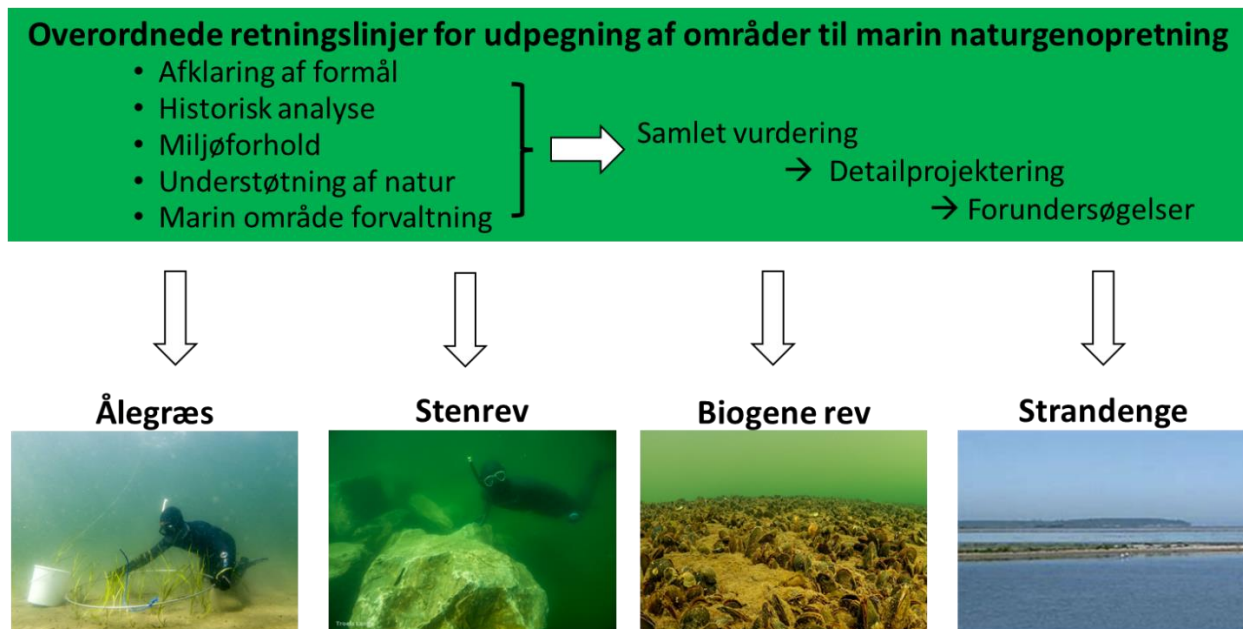 Overordnede retningslinjer for udpegning af områder til marin naturgenopretning
• Afklaring af formål
• Historisk analyse
• Miljøforhold
• Understøtning af natur
• Marin område forvaltning
Samlet vurdering
→ Detailprojektering
→ Forundersøgelser
Ålegræs
Stenrev
Biogene rev
Strandenge